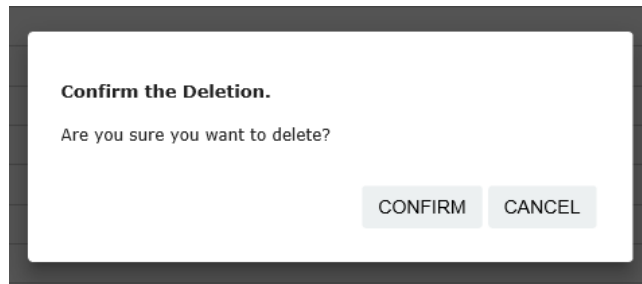 Confirm the Deletion.
Are you sure you want to delete?
CONFIRM CANCEL